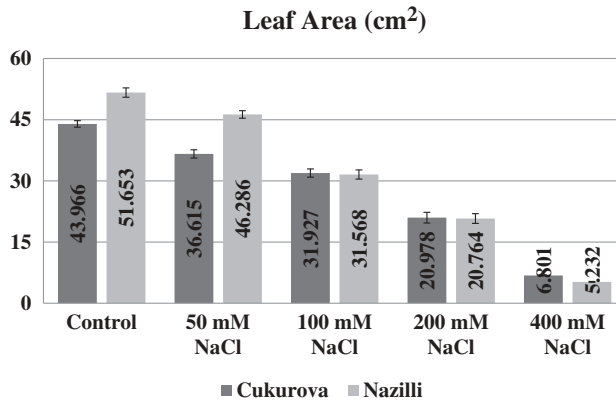 Leaf Area (cm²)
60
45
30
15
0
43.966
51.653
36.615
46.286
31.927
31.568
20.978
20.764
6.801
5.232
Control
50 mM
NaCl
100 mM
NaCl
200 mM
NaCl
400 mM
NaCl
Cukurova
Nazilli